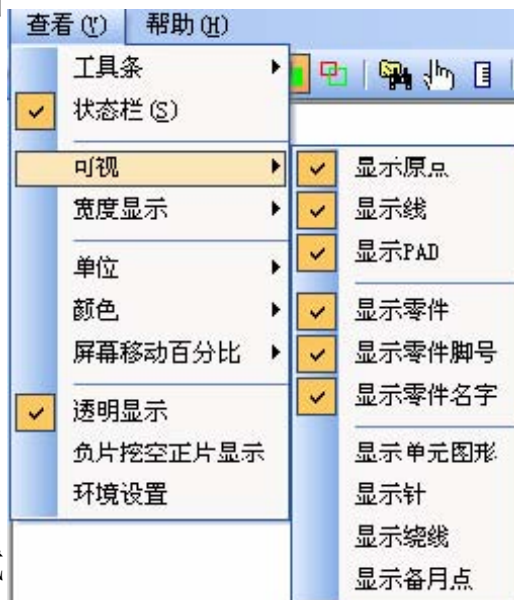 查看(Y) 帮助(H)
工具条
状态栏(S)
可视
宽度显示
单位
颜色
屏幕移动百分比
透明显示
负片挖空正片显示
环境设置
显示原点
显示线
显示PAD
显示零件
显示零件脚号
显示零件名字
显示单元图形
显示针
显示绕线
显示备月点